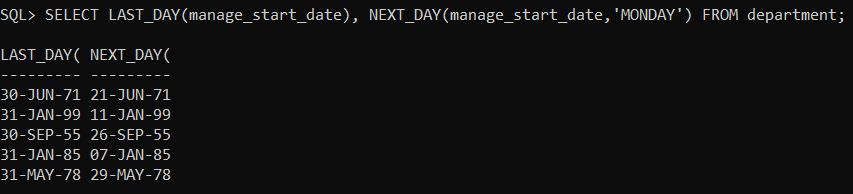 SQL> SELECT LAST_DAY(manage_start_date), NEXT_DAY(manage_start_date,'MONDAY') FROM department;
LAST_DAY( NEXT_DAY(
--------- ---------
30-JUN-71 21-JUN-71
31-JAN-99 11-JAN-99
30-SEP-55 26-SEP-55
31-JAN-85 07-JAN-85
31-MAY-78 29-MAY-78